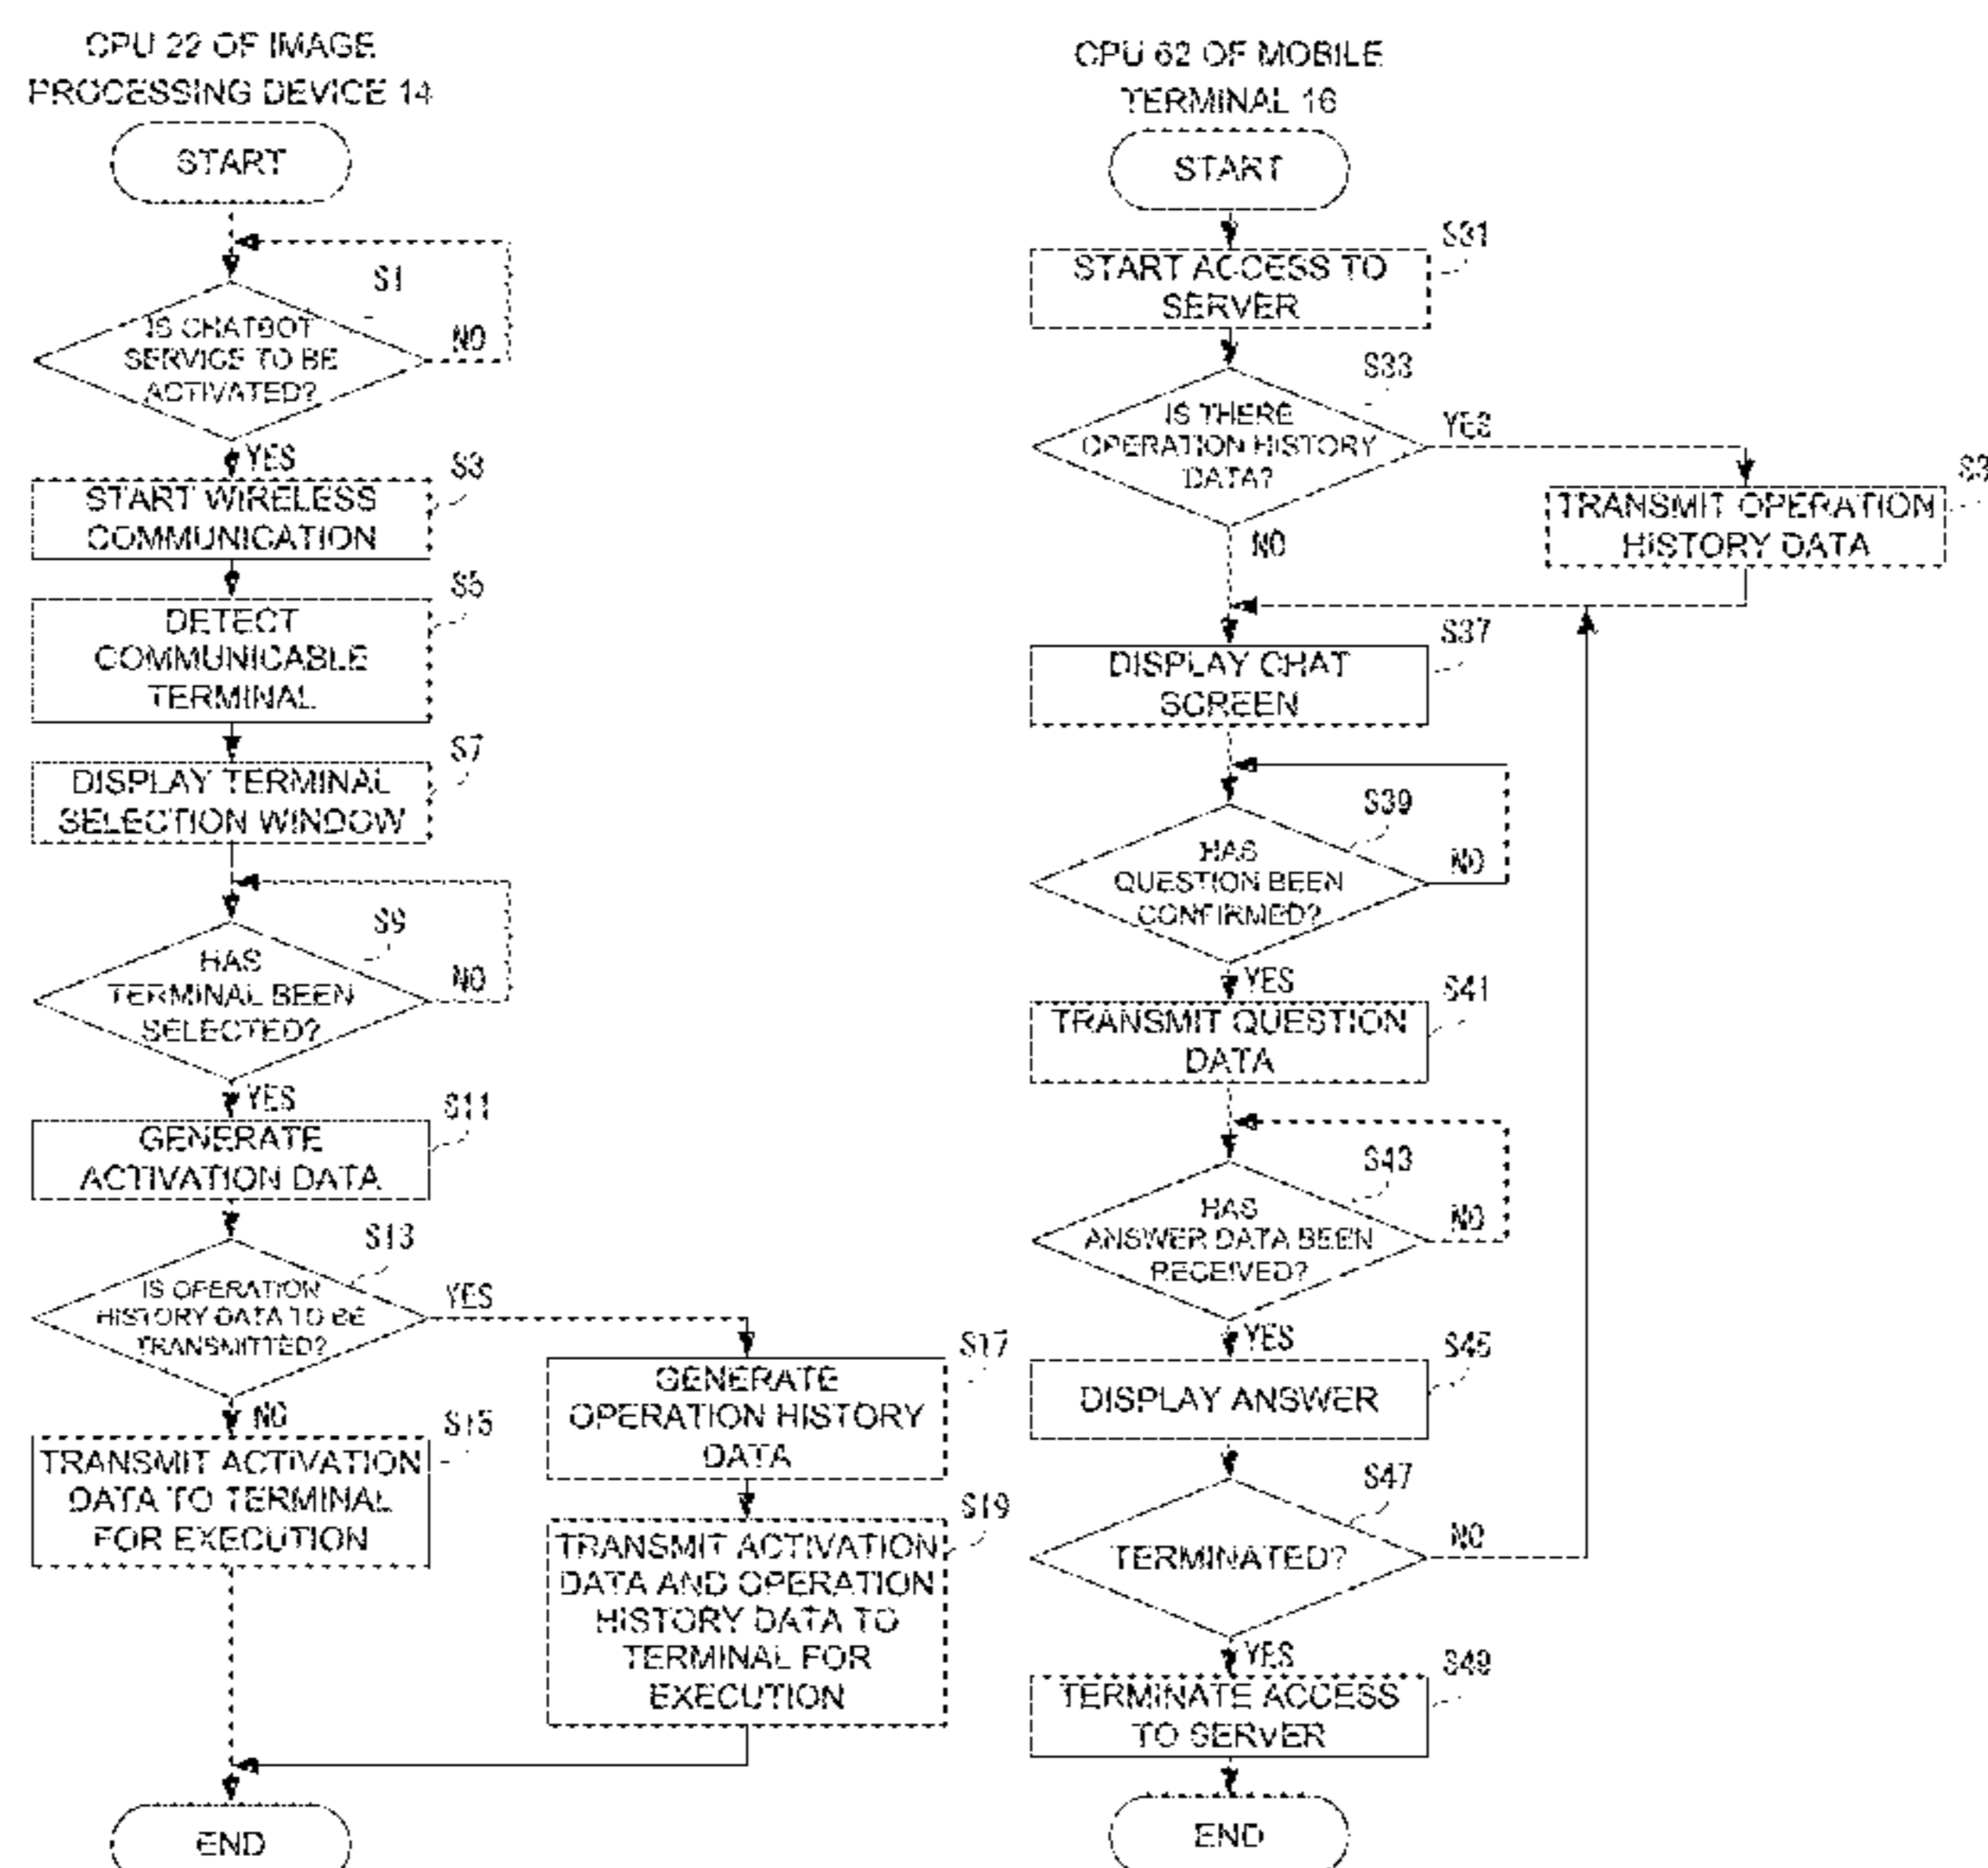 CPU 22 OF IMAGE
PROCESSING DEVICE 14
START
S1
IS CHATBOT
SERVICE TO BE
ACTIVATED?
NO
YES
S3
START WIRELESS
COMMUNICATION
S5
DETECT
COMMUNICABLE
TERMINAL
S7
DISPLAY TERMINAL
SELECTION WINDOW
S9
HAS
TERMINAL BEEN
SELECTED?
NO
YES
S11
GENERATE
ACTIVATION DATA
S13
IS OPERATION
HISTORY DATA TO BE
TRANSMITTED?
YES
NO
S15
TRANSMIT ACTIVATION
DATA TO TERMINAL
FOR EXECUTION
S17
GENERATE
OPERATION HISTORY
DATA
S19
TRANSMIT ACTIVATION
DATA AND OPERATION
HISTORY DATA TO
TERMINAL FOR
EXECUTION
END
CPU 62 OF MOBILE
TERMINAL 16
START
S31
START ACCESS TO
SERVER
S33
IS THERE
OPERATION HISTORY
DATA?
YES
NO
TRANSMIT OPERATION
HISTORY DATA
S37
DISPLAY CHAT
SCREEN
S39
HAS
QUESTION BEEN
CONFIRMED?
NO
YES
S41
TRANSMIT QUESTION
DATA
S43
HAS
ANSWER DATA BEEN
RECEIVED?
NO
YES
S45
DISPLAY ANSWER
S47
TERMINATED?
NO
YES
S49
TERMINATE ACCESS
TO SERVER
END